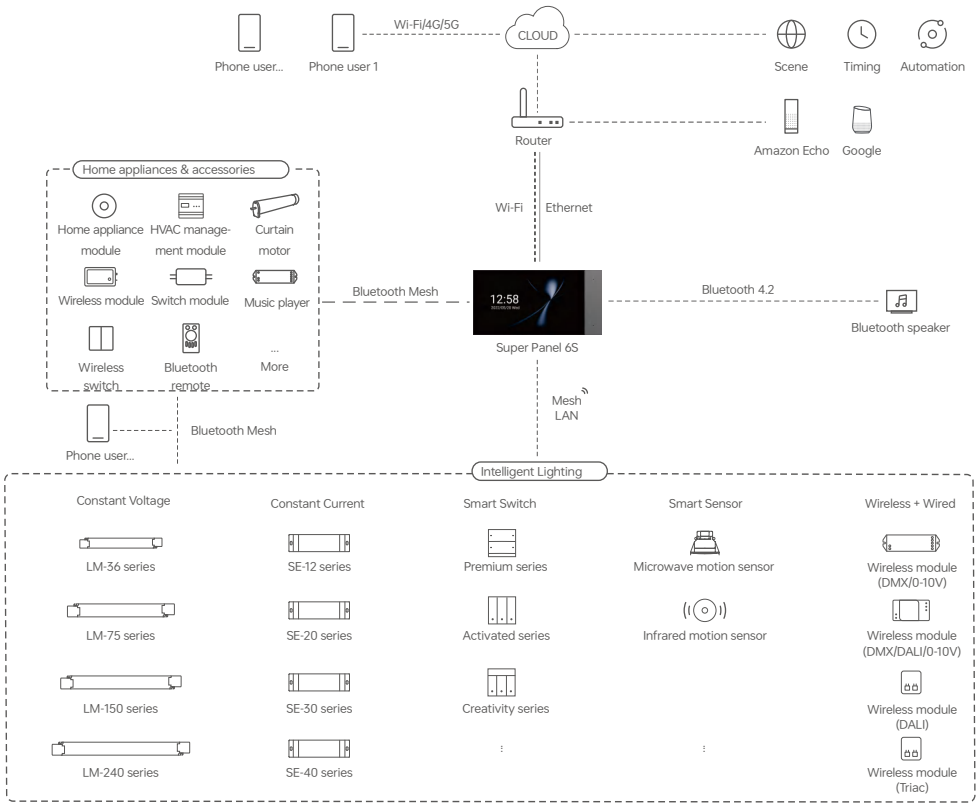 Wi-Fi/4G/5G
CLOUD
Phone user...
Phone user 1
Scene
Timing
Automation
Router
Amazon Echo
Google
Home appliances & accessories
Wi-Fi
Ethernet
Home appliance
module
HVAC manage-
ment module
Curtain
motor
Wireless module
Switch module
Music player
Wireless
switch
Bluetooth
remote
...
More
Bluetooth Mesh
12:58
Super Panel 6S
Bluetooth 4.2
Bluetooth speaker
Mesh
LAN
Phone user...
Bluetooth Mesh
Intelligent Lighting
Constant Voltage
LM-36 series
LM-75 series
LM-150 series
LM-240 series
Constant Current
SE-12 series
SE-20 series
SE-30 series
SE-40 series
Smart Switch
Premium series
Activated series
Creativity series
Smart Sensor
Microwave motion sensor
Infrared motion sensor
Wireless + Wired
Wireless module
(DMX/0-10V)
Wireless module
(DMX/DALI/0-10V)
Wireless module
(DALI)
Wireless module
(Triac)